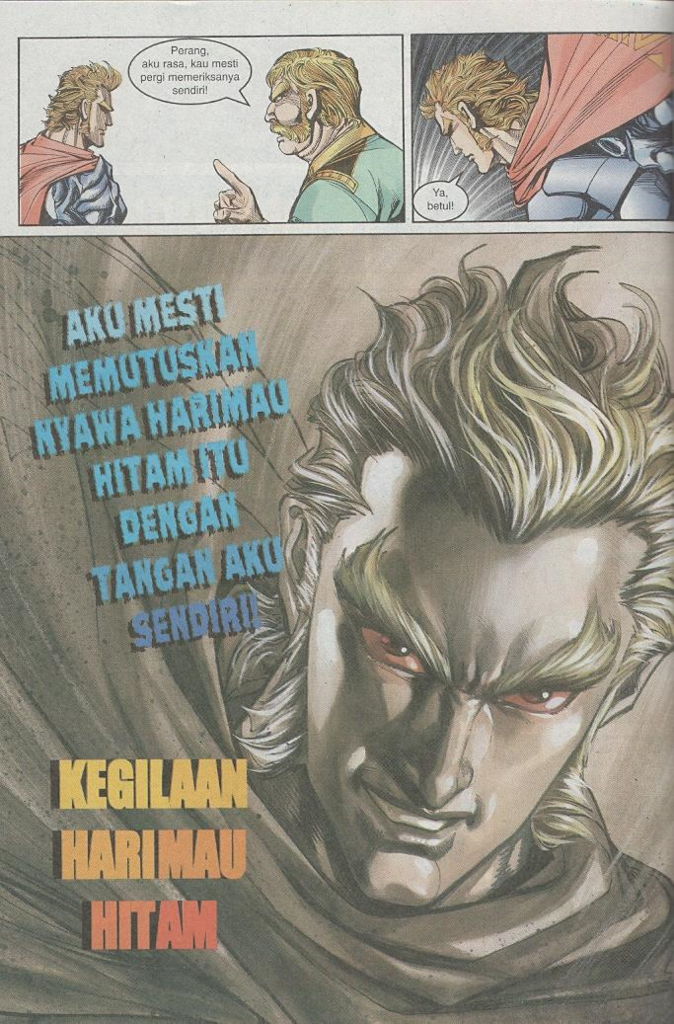 Perang,
aku rasa, kau mesti
pergi memeriksanya
sendiri!
Ya,
betul!
AKU MESTI
MEMUTUSKAN
NYAWA HARIMAU
HITAM ITU
DENGAN
TANGAN AKU
SENDIRI!!
KEGILAAN
HARIMAU
HITAM